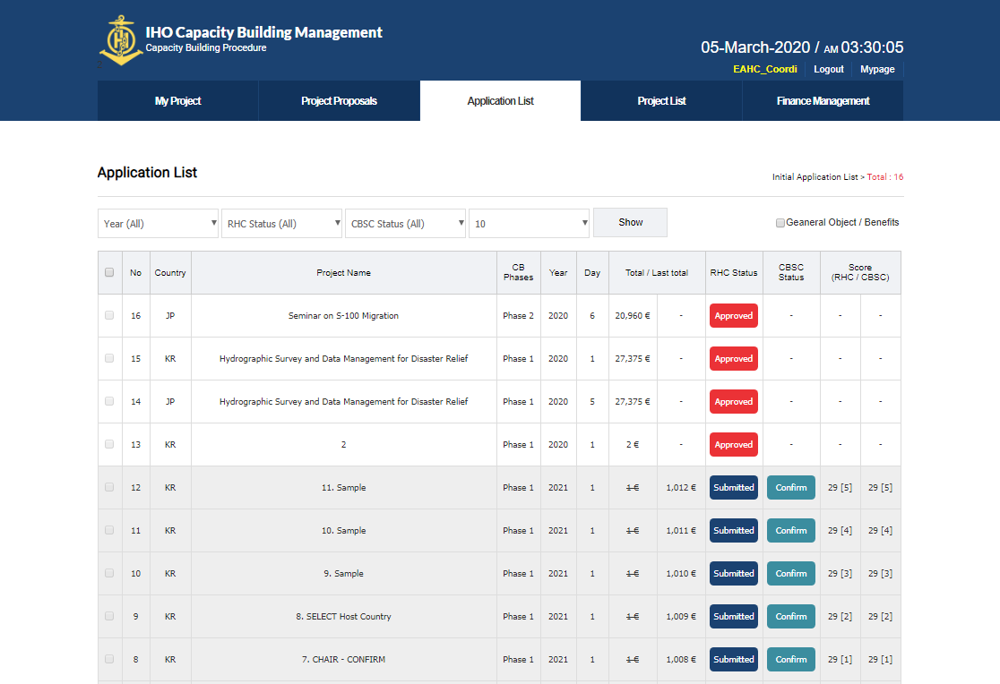 IHO Capacity Building Management
Capacity Building Procedure
05-March-2020 / AM 03:30:05
EAHC_Coordi Logout Mypage
My Project Project Proposals Application List Project List Finance Management
Application List
Initial Application List > Total : 16
Year (All) RHC Status (All) CBSC Status (All) 10 Show Geaneral Object / Benefits
No Country Project Name CB Phases Year Day Total / Last total RHC Status CBSC Status Score (RHC / CBSC)
16 JP Seminar on S-100 Migration Phase 2 2020 6 20,960 € - Approved - - -
15 KR Hydrographic Survey and Data Management for Disaster Relief Phase 1 2020 1 27,375 € - Approved - - -
14 JP Hydrographic Survey and Data Management for Disaster Relief Phase 1 2020 5 27,375 € - Approved - - -
13 KR 2 Phase 1 2020 1 2 € - Approved - - -
12 KR 11. Sample Phase 1 2021 1 1 € 1,012 € Submitted Confirm 29 [5] 29 [5]
11 KR 10. Sample Phase 1 2021 1 1 € 1,011 € Submitted Confirm 29 [4] 29 [4]
10 KR 9. Sample Phase 1 2021 1 1 € 1,010 € Submitted Confirm 29 [3] 29 [3]
9 KR 8. SELECT Host Country Phase 1 2021 1 1 € 1,009 € Submitted Confirm 29 [2] 29 [2]
8 KR 7. CHAIR - CONFIRM Phase 1 2021 1 1 € 1,008 € Submitted Confirm 29 [1] 29 [1]